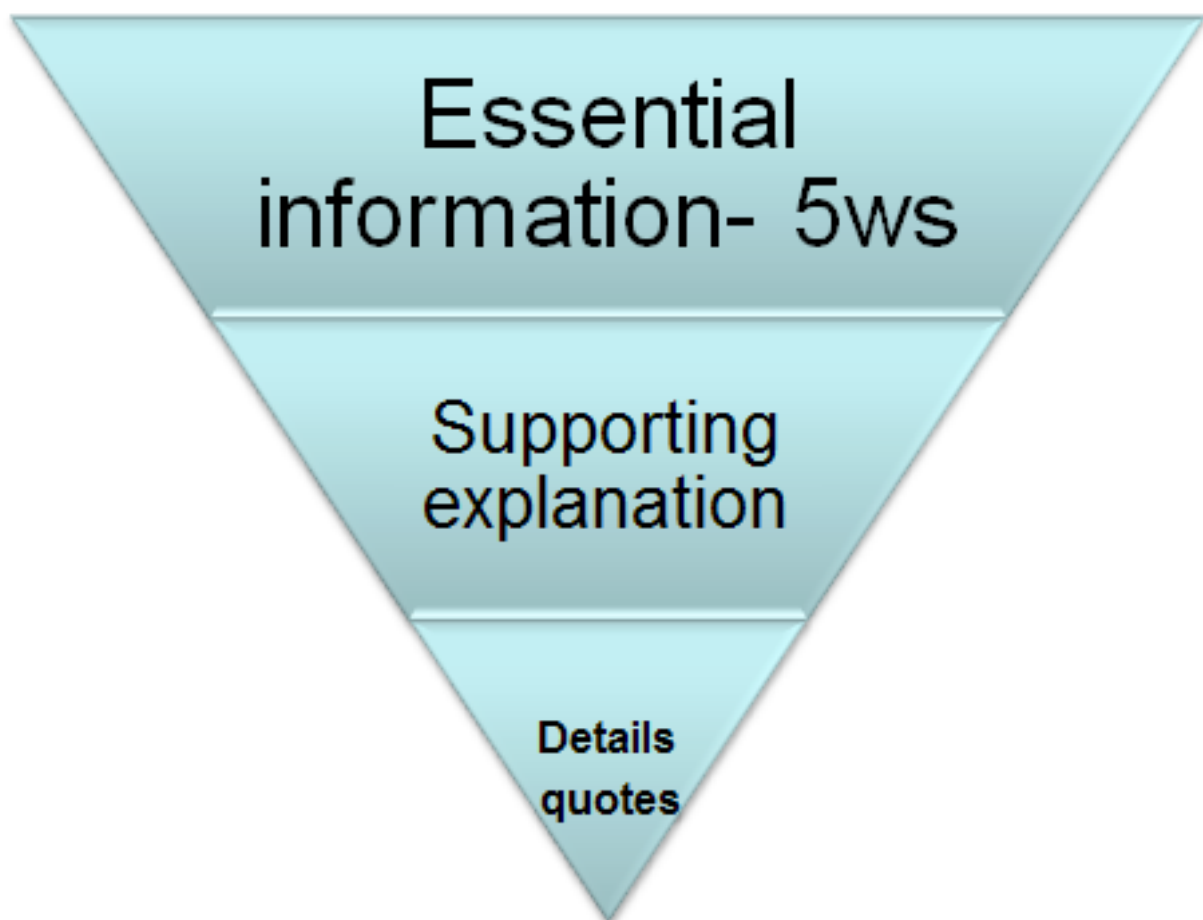 Essential
information- 5ws
Supporting
explanation
Details
quotes